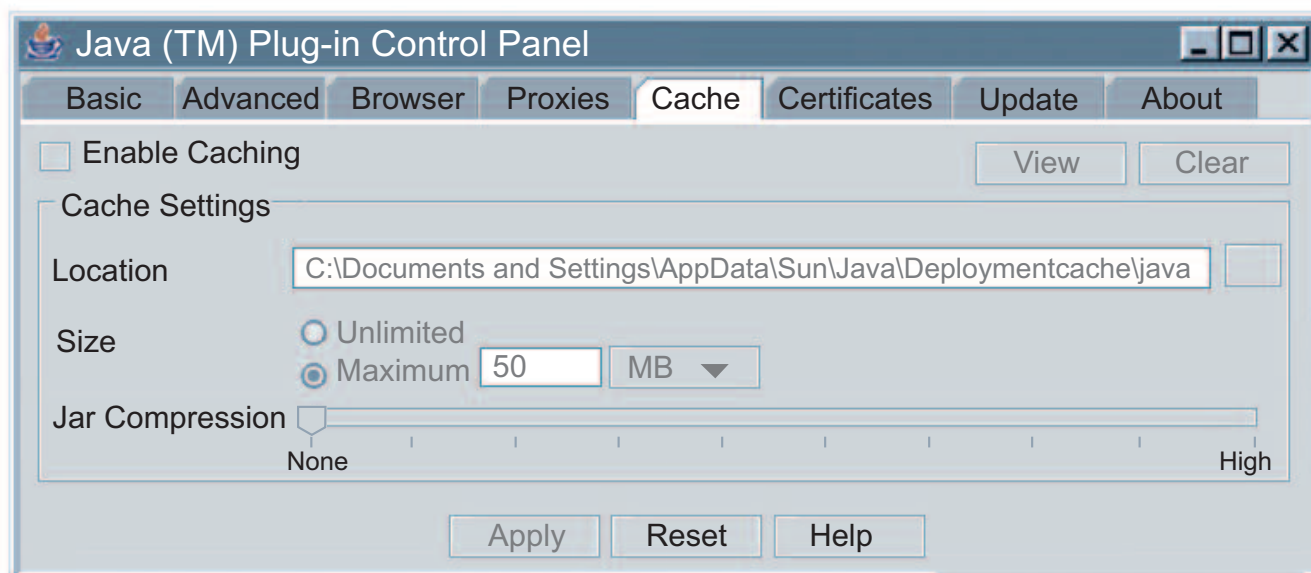 Java (TM) Plug-in Control Panel
Basic Advanced Browser Proxies Cache Certificates Update About
Enable Caching View Clear
Cache Settings
Location C:\Documents and Settings\AppData\Sun\Java\Deploymentcache\java
Size Unlimited
Maximum 50 MB
Jar Compression
None High
Apply Reset Help